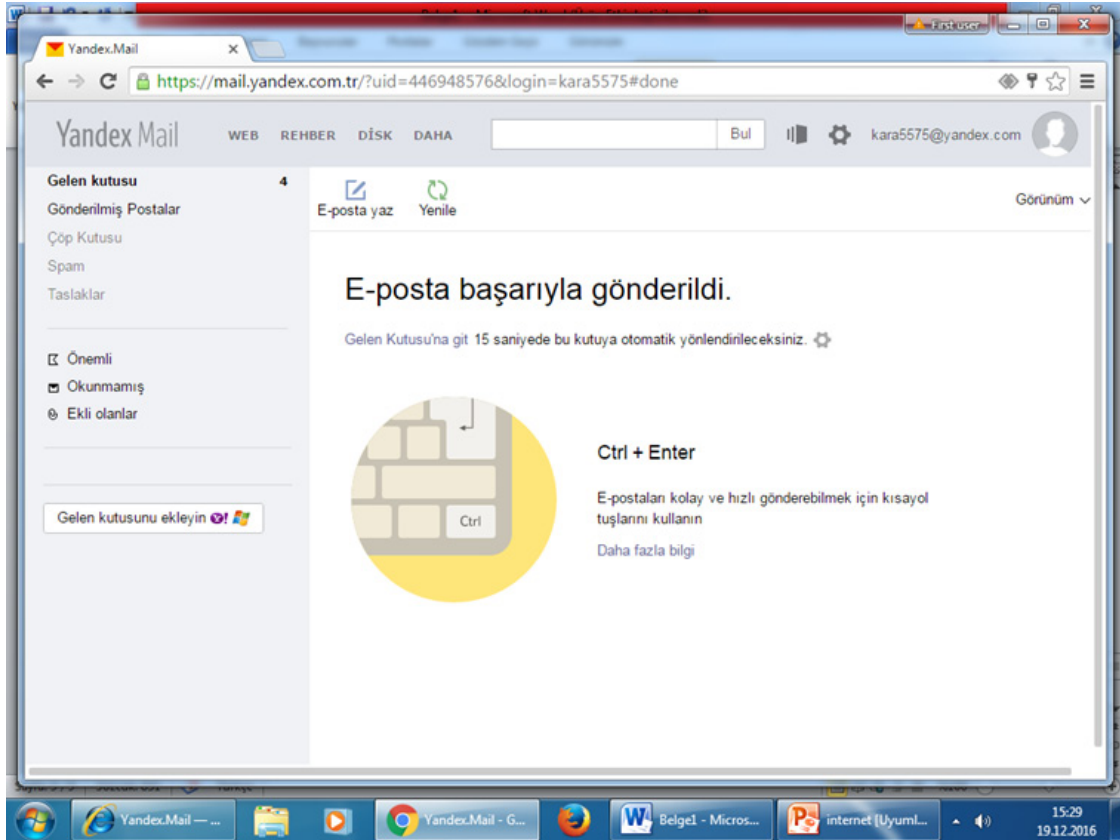 First user
Yandex.Mail
https://mail.yandex.com.tr/?uid=446948576&login=kara5575#done
Yandex Mail WEB REHBER DİSK DAHA Bul kara5575@yandex.com
Gelen kutusu 4
Gönderilmiş Postalar
Çöp Kutusu
Spam
Taslaklar
Önemli
Okunmamış
Ekli olanlar
Gelen kutusunu ekleyin
E-posta yaz Yenile Görünüm
E-posta başarıyla gönderildi.
Gelen Kutusu'na git 15 saniyede bu kutuya otomatik yönlendirileceksiniz.
Ctrl
Ctrl + Enter
E-postaları kolay ve hızlı gönderebilmek için kısayol
tuşlarını kullanın
Daha fazla bilgi
Yandex.Mail — ... Yandex.Mail - G... Belge1 - Micros... internet [Uyuml...
15:29
19.12.2016